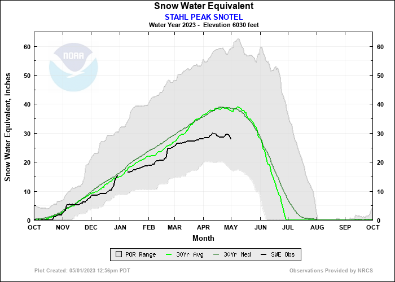 Snow Water Equivalent
STAHL PEAK SNOTEL
Water Year 2023 - Elevation 6030 feet
NOAA
Snow Water Equivalent, Inches
60 60
50 50
40 40
30 30
20 20
10 10
0 0
OCT NOV DEC JAN FEB MAR APR MAY JUN JUL AUG SEP OCT
Month
POR Range 30Yr Avg 30Yr Med SWE Obs
Observations Provided by NRCS